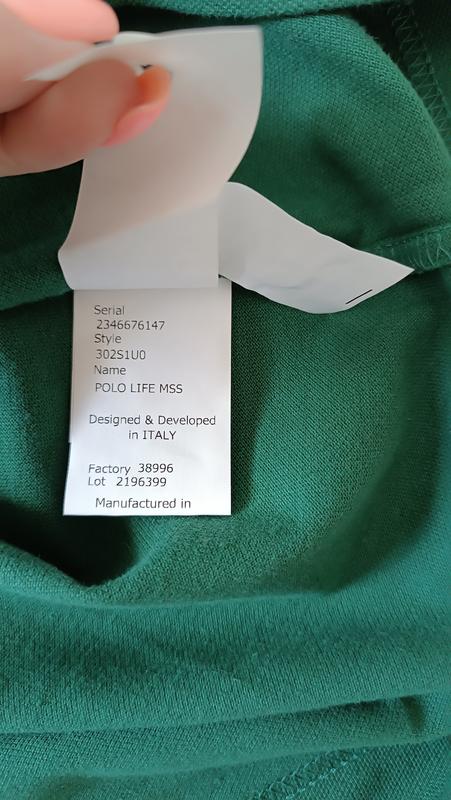 Serial
2346676147
Style
302S1U0
Name
POLO LIFE MSS
Designed & Developed
in ITALY
Factory 38996
Lot 2196399
Manufactured in